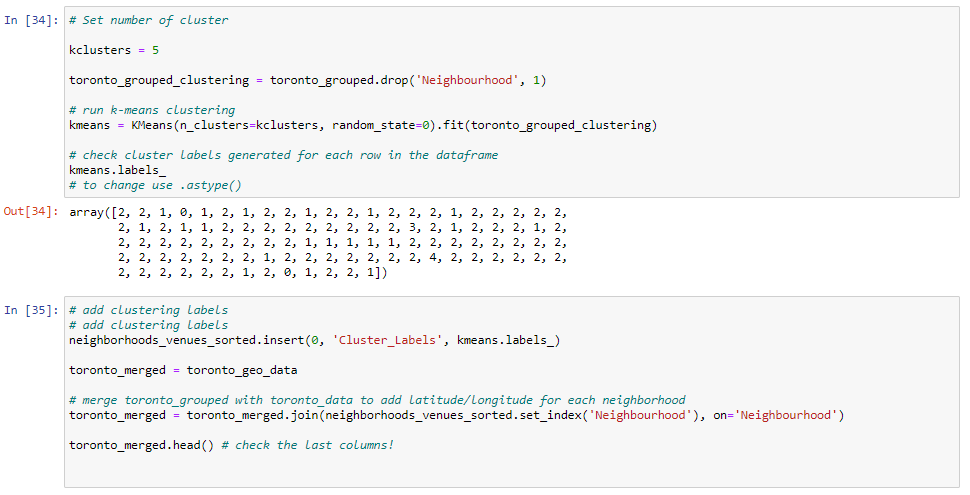 In [34]: # Set number of cluster
kclusters = 5
toronto_grouped_clustering = toronto_grouped.drop('Neighbourhood', 1)
# run k-means clustering
kmeans = KMeans(n_clusters=kclusters, random_state=0).fit(toronto_grouped_clustering)
# check cluster labels generated for each row in the dataframe
kmeans.labels_
# to change use .astype()
Out[34]: array([2, 2, 1, 0, 1, 2, 1, 2, 2, 1, 2, 2, 1, 2, 2, 2, 1, 2, 2, 2, 2, 2,
2, 1, 2, 1, 1, 2, 2, 2, 2, 2, 2, 2, 2, 2, 3, 2, 1, 2, 2, 2, 1, 2,
2, 2, 2, 2, 2, 2, 2, 2, 2, 1, 1, 1, 1, 1, 2, 2, 2, 2, 2, 2, 2, 2,
2, 2, 2, 2, 2, 2, 2, 1, 2, 2, 2, 2, 2, 2, 2, 4, 2, 2, 2, 2, 2, 2,
2, 2, 2, 2, 2, 2, 1, 2, 0, 1, 2, 2, 1])
In [35]: # add clustering labels
# add clustering labels
neighborhoods_venues_sorted.insert(0, 'Cluster_Labels', kmeans.labels_)
toronto_merged = toronto_geo_data
# merge toronto_grouped with toronto_data to add latitude/longitude for each neighborhood
toronto_merged = toronto_merged.join(neighborhoods_venues_sorted.set_index('Neighbourhood'), on='Neighbourhood')
toronto_merged.head() # check the last columns!